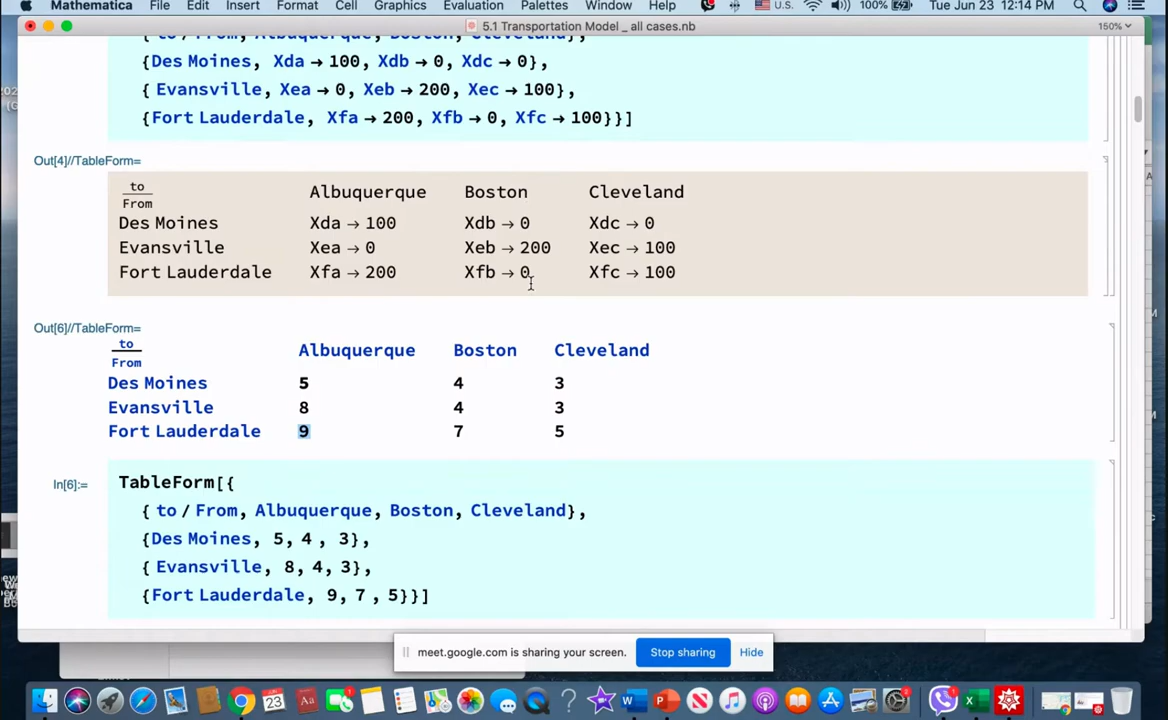 Mathematica File Edit Insert Format Cell Graphics Evaluation Palettes Window Help U.S. 100% Tue Jun 23 12:14 PM
5.1 Transportation Model _ all cases.nb 150%
{ to / From, Albuquerque, Boston, Cleveland},
{Des Moines, Xda → 100, Xdb → 0, Xdc → 0},
{ Evansville, Xea → 0, Xeb → 200, Xec → 100},
{Fort Lauderdale, Xfa → 200, Xfb → 0, Xfc → 100}}]
Out[4]//TableForm=
to
From Albuquerque Boston Cleveland
Des Moines Xda → 100 Xdb → 0 Xdc → 0
Evansville Xea → 0 Xeb → 200 Xec → 100
Fort Lauderdale Xfa → 200 Xfb → 0 Xfc → 100
Out[6]//TableForm=
to
From Albuquerque Boston Cleveland
Des Moines 5 4 3
Evansville 8 4 3
Fort Lauderdale 9 7 5
In[6]:= TableForm[{
{ to / From, Albuquerque, Boston, Cleveland},
{Des Moines, 5, 4 , 3},
{ Evansville, 8, 4, 3},
{Fort Lauderdale, 9, 7 , 5}}]
meet.google.com is sharing your screen. Stop sharing Hide